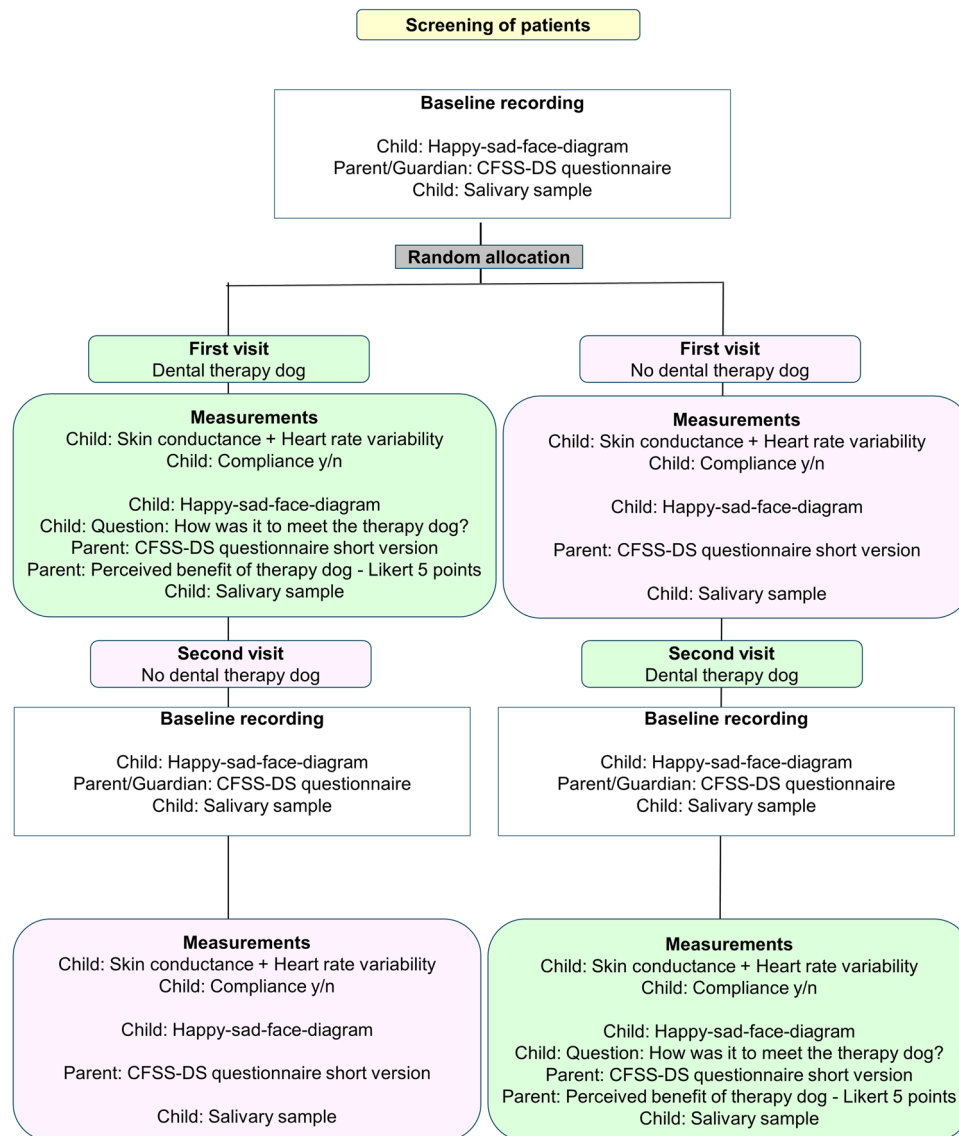 Screening of patients
Baseline recording
Child: Happy-sad-face-diagram
Parent/Guardian: CFSS-DS questionnaire
Child: Salivary sample
Random allocation
First visit
Dental therapy dog
Measurements
Child: Skin conductance + Heart rate variability
Child: Compliance y/n
Child: Happy-sad-face-diagram
Child: Question: How was it to meet the therapy dog?
Parent: CFSS-DS questionnaire short version
Parent: Perceived benefit of therapy dog - Likert 5 points
Child: Salivary sample
First visit
No dental therapy dog
Measurements
Child: Skin conductance + Heart rate variability
Child: Compliance y/n
Child: Happy-sad-face-diagram
Parent: CFSS-DS questionnaire short version
Child: Salivary sample
Second visit
No dental therapy dog
Baseline recording
Child: Happy-sad-face-diagram
Parent/Guardian: CFSS-DS questionnaire
Child: Salivary sample
Measurements
Child: Skin conductance + Heart rate variability
Child: Compliance y/n
Child: Happy-sad-face-diagram
Parent: CFSS-DS questionnaire short version
Child: Salivary sample
Second visit
Dental therapy dog
Baseline recording
Child: Happy-sad-face-diagram
Parent/Guardian: CFSS-DS questionnaire
Child: Salivary sample
Measurements
Child: Skin conductance + Heart rate variability
Child: Compliance y/n
Child: Happy-sad-face-diagram
Child: Question: How was it to meet the therapy dog?
Parent: CFSS-DS questionnaire short version
Parent: Perceived benefit of therapy dog - Likert 5 points
Child: Salivary sample